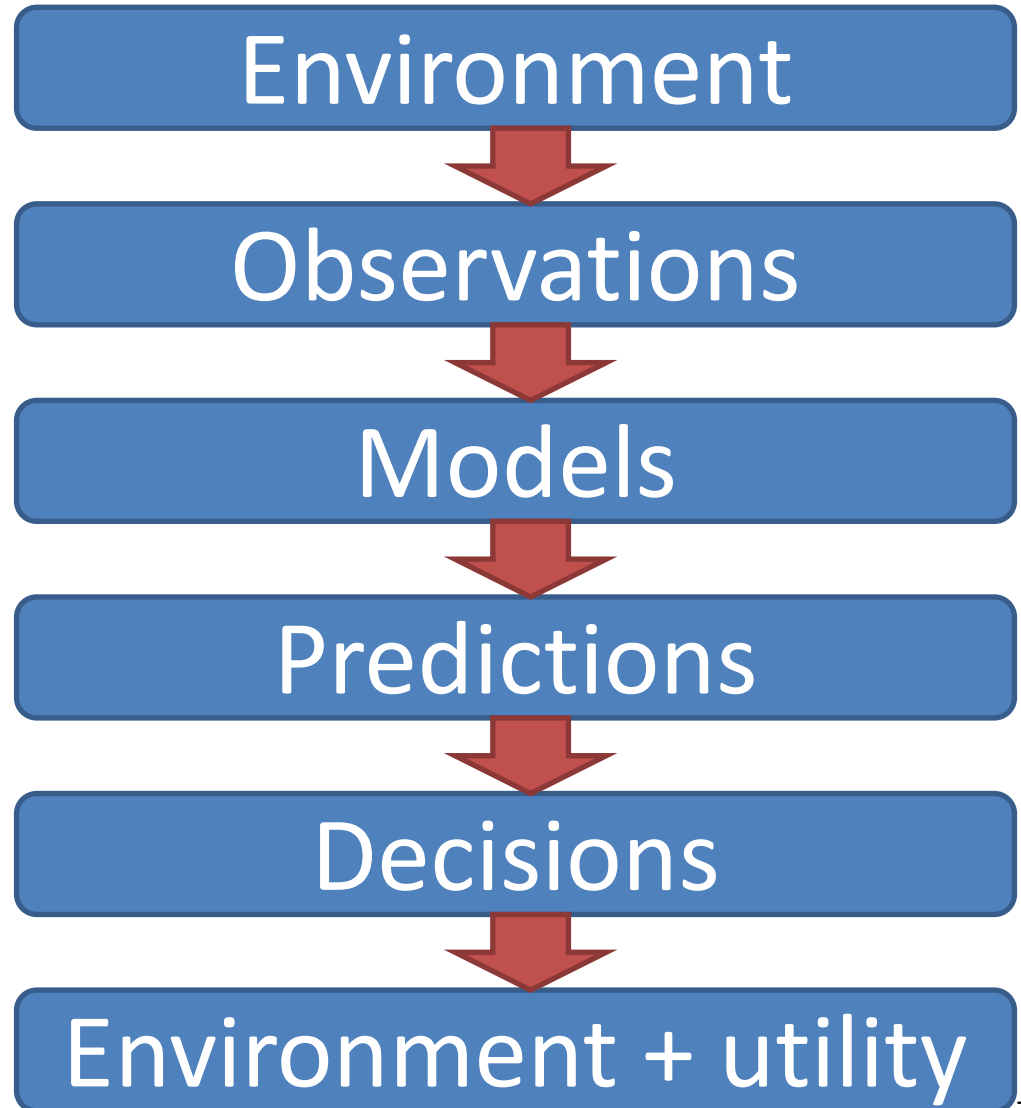 Environment
Observations
Models
Predictions
Decisions
Environment + utility